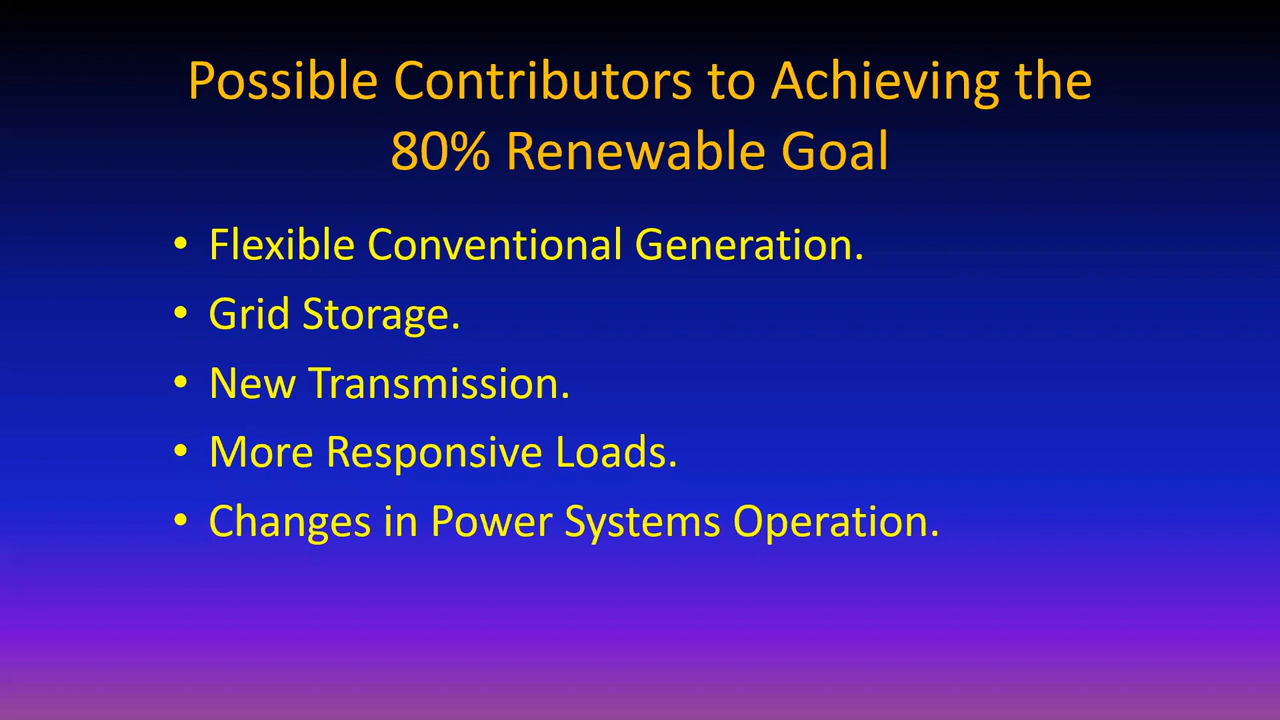 Possible Contributors to Achieving the
80% Renewable Goal
• Flexible Conventional Generation.
• Grid Storage.
• New Transmission.
• More Responsive Loads.
• Changes in Power Systems Operation.